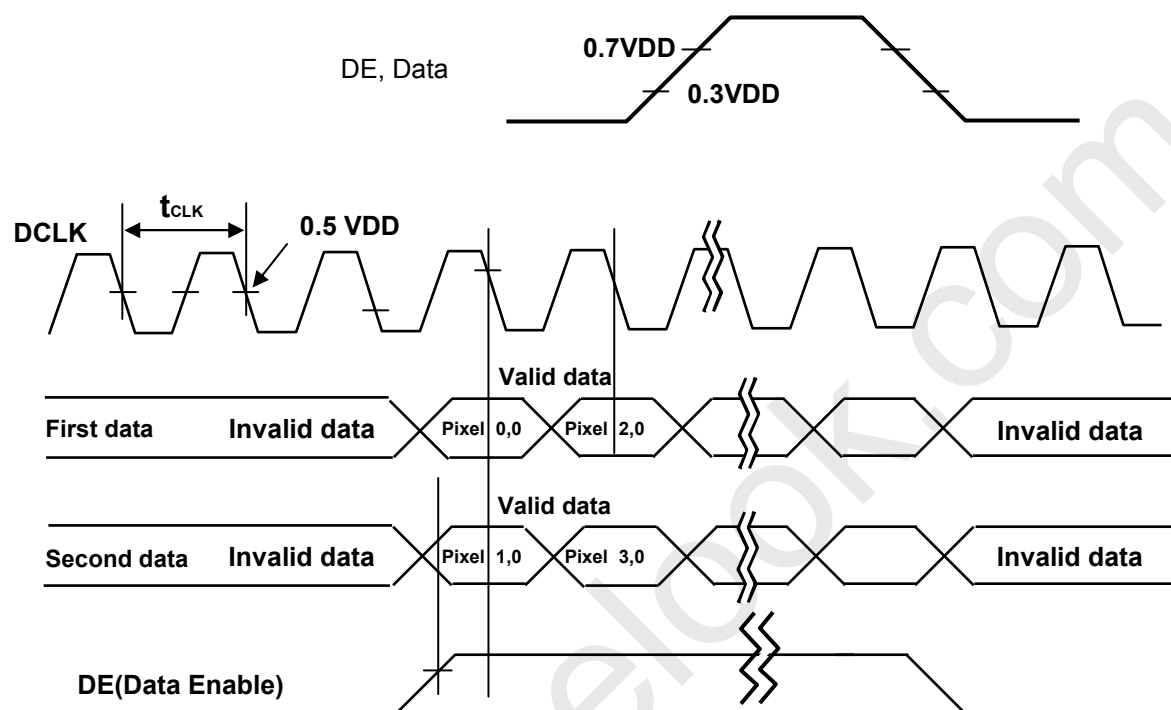 0.7VDD
DE, Data
0.3VDD
tCLK
0.5 VDD
DCLK
Valid data
First data Invalid data Pixel 0,0 Pixel 2,0 Invalid data
Valid data
Second data Invalid data Pixel 1,0 Pixel 3,0 Invalid data
DE(Data Enable)
elook.com